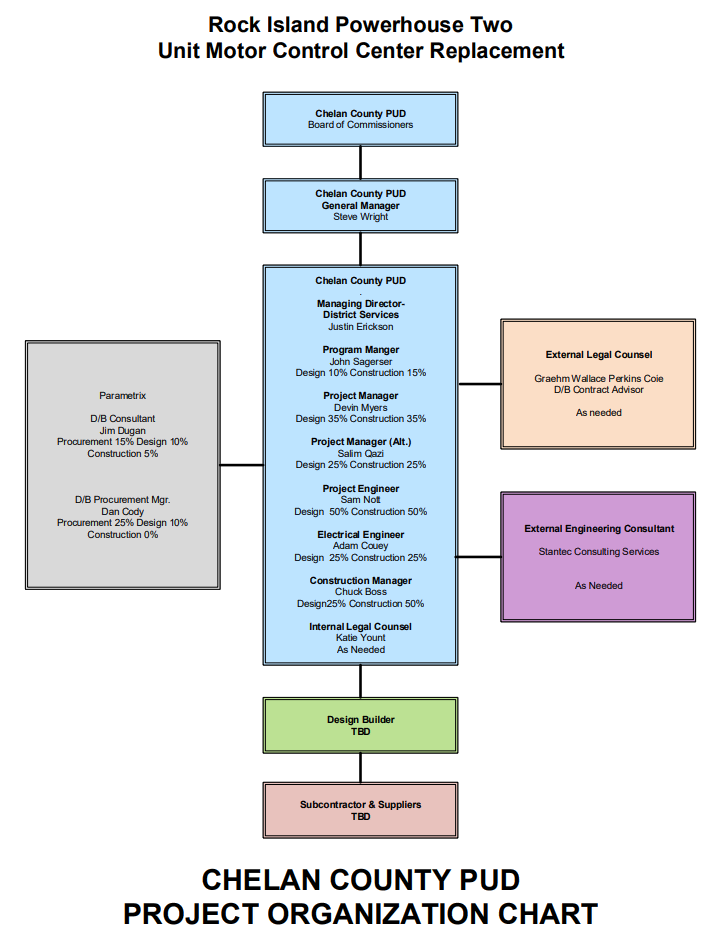 Rock Island Powerhouse Two
Unit Motor Control Center Replacement
Chelan County PUD
Board of Commissioners
Chelan County PUD
General Manager
Steve Wright
Chelan County PUD
.
Managing Director-
District Services
Justin Erickson
Program Manger
John Sagerser
Design 10% Construction 15%
Project Manager
Devin Myers
Design 35% Construction 35%
Project Manager (Alt.)
Salim Qazi
Design 25% Construction 25%
Project Engineer
Sam Nott
Design 50% Construction 50%
Electrical Engineer
Adam Couey
Design 25% Construction 25%
Construction Manager
Chuck Boss
Design25% Construction 50%
Internal Legal Counsel
Katie Yount
As Needed
Parametrix
D/B Consultant
Jim Dugan
Procurement 15% Design 10%
Construction 5%
D/B Procurement Mgr.
Dan Cody
Procurement 25% Design 10%
Construction 0%
External Legal Counsel
Graehm Wallace Perkins Coie
D/B Contract Advisor
As needed
External Engineering Consultant
Stantec Consulting Services
As Needed
Design Builder
TBD
Subcontractor & Suppliers
TBD
CHELAN COUNTY PUD
PROJECT ORGANIZATION CHART